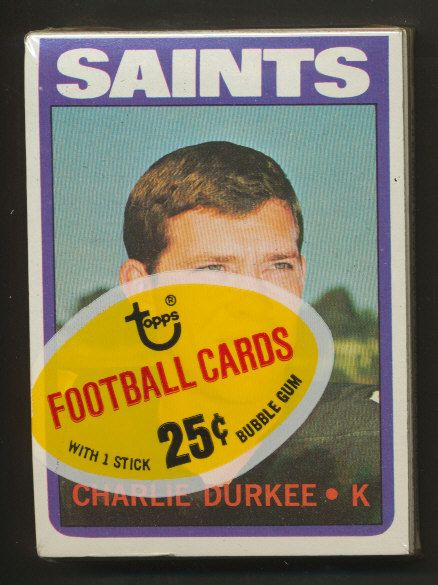 SAINTS
topps ®
FOOTBALL CARDS
WITH 1 STICK 25¢ BUBBLE GUM
CHARLIE DURKEE • K